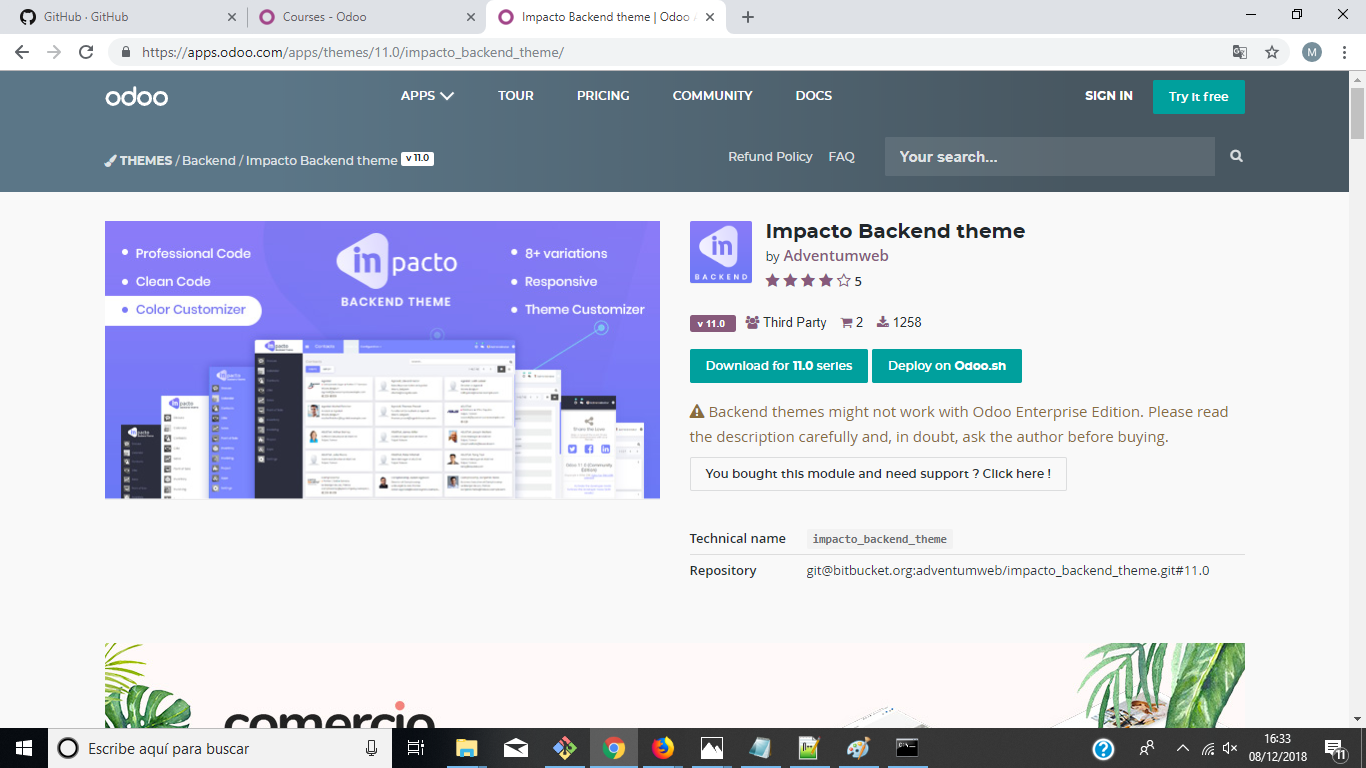 GitHub · GitHub
Courses - Odoo
Impacto Backend theme | Odoo A
https://apps.odoo.com/apps/themes/11.0/impacto_backend_theme/
M
odoo
APPS
TOUR
PRICING
COMMUNITY
DOCS
SIGN IN
Try it free
THEMES / Backend / Impacto Backend theme v 11.0
Refund Policy
FAQ
Your search...
Professional Code
Clean Code
Color Customizer
inpacto
BACKEND THEME
8+ variations
Responsive
Theme Customizer
in
BACKEND
Impacto Backend theme
by Adventumweb
5
v 11.0
Third Party
2
1258
Download for 11.0 series
Deploy on Odoo.sh
Backend themes might not work with Odoo Enterprise Edition. Please read
the description carefully and, in doubt, ask the author before buying.
You bought this module and need support ? Click here !
Technical name
impacto_backend_theme
Repository
git@bitbucket.org:adventumweb/impacto_backend_theme.git#11.0
comercio
Escribe aquí para buscar
16:33
08/12/2018
11